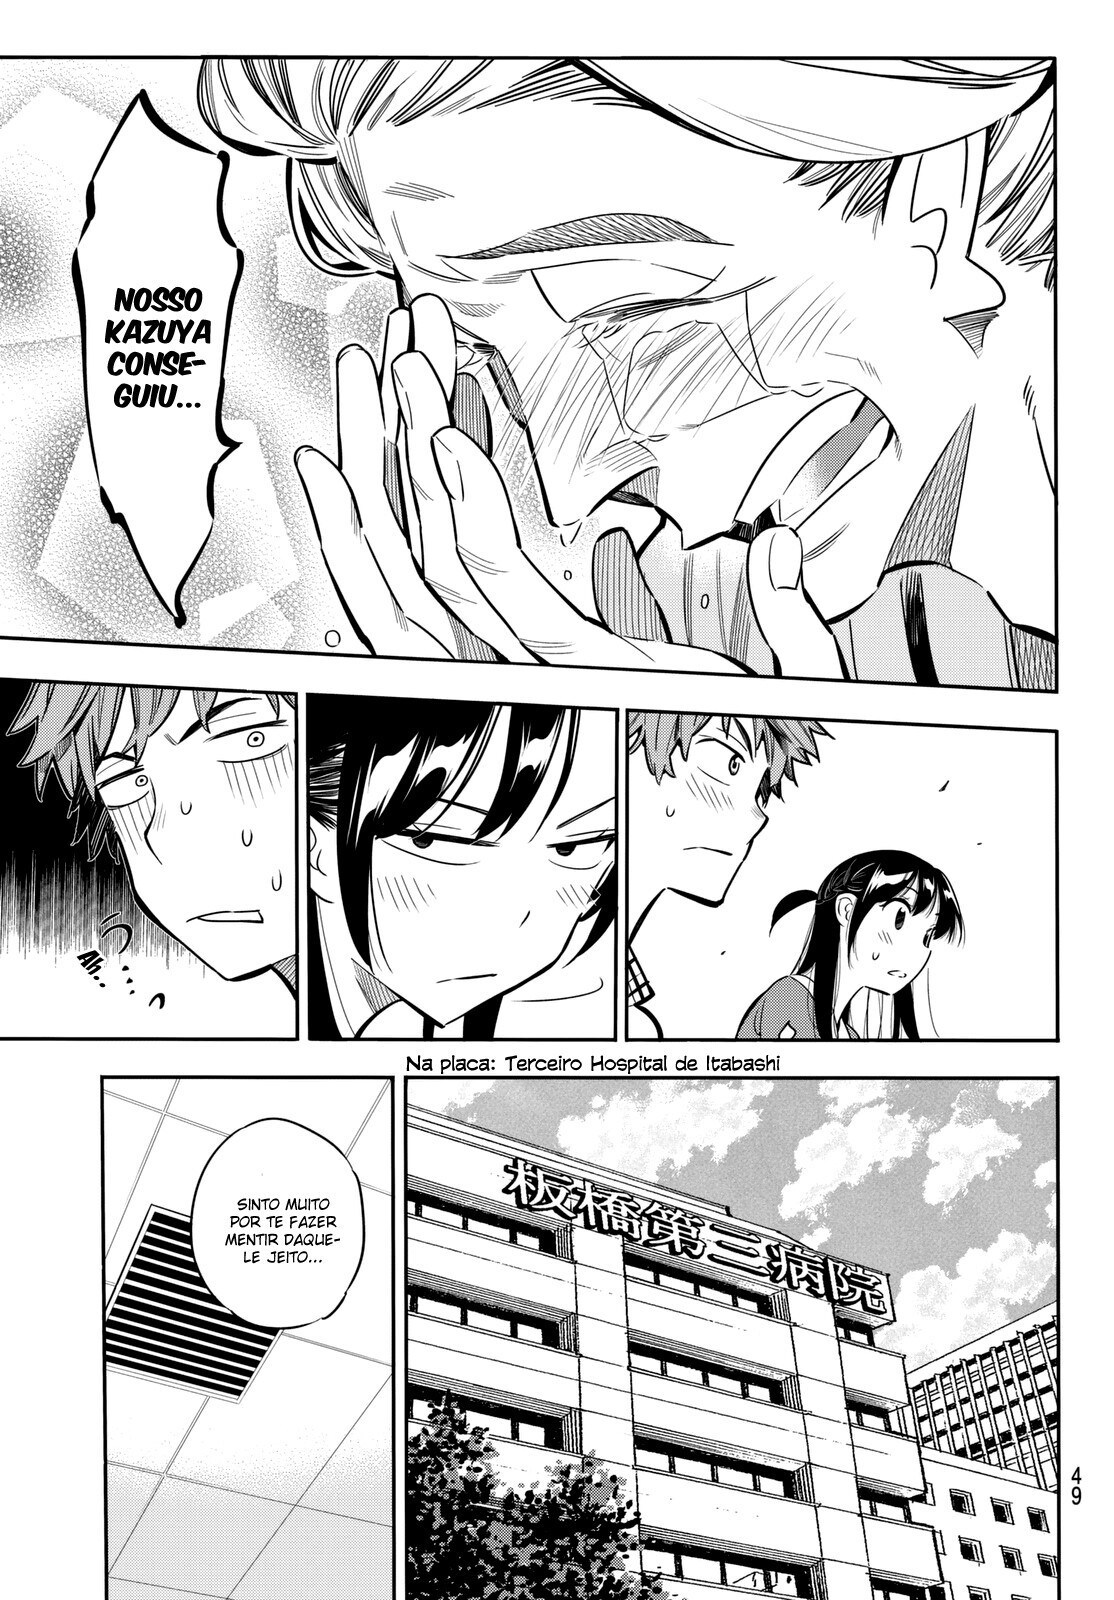 NOSSO
KAZUYA
CONSE-
GUIU...
Ah..
Na placa: Terceiro Hospital de Itabashi
板橋第三病院
SINTO MUITO
POR TE FAZER
MENTIR DAQUE-
LE JEITO...
49